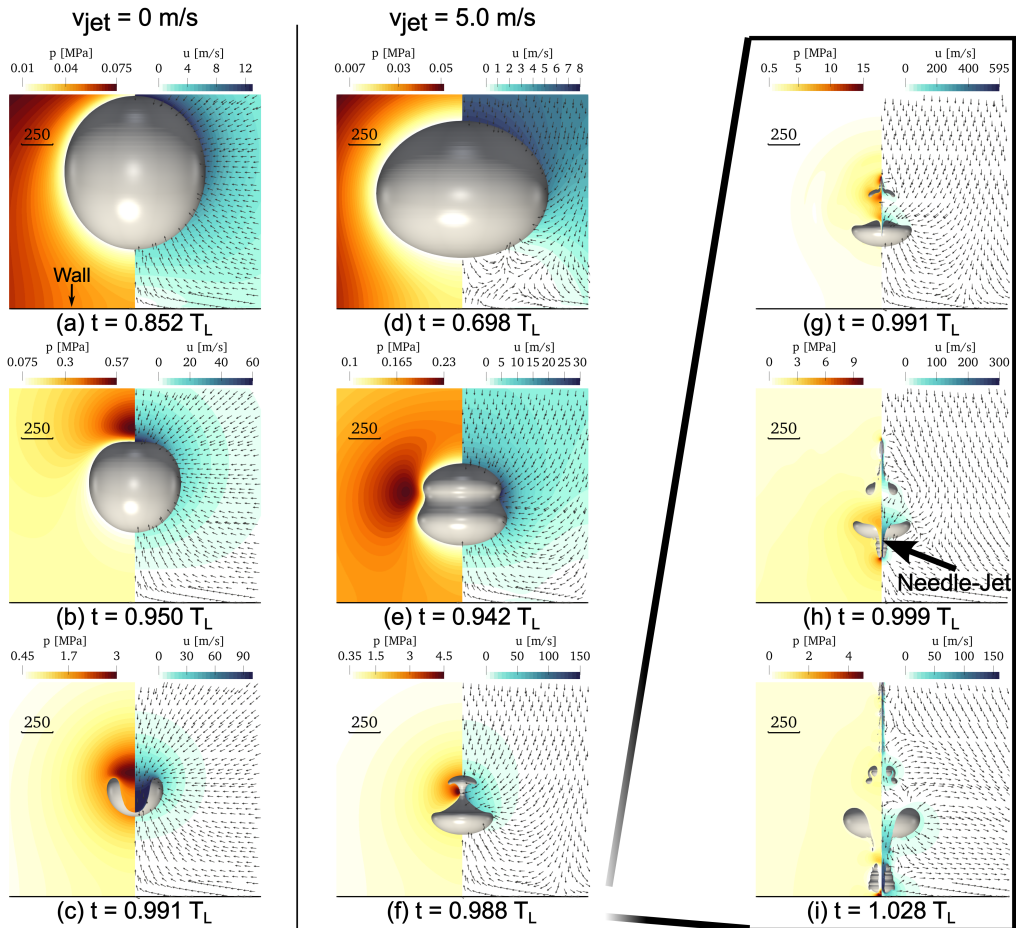 v_jet = 0 m/s
v_jet = 5.0 m/s
p [MPa] u [m/s]
0.01 0.04 0.075 0 4 8 12
250
Wall
(a) t = 0.852 T_L
p [MPa] u [m/s]
0.075 0.3 0.57 0 20 40 60
250
(b) t = 0.950 T_L
p [MPa] u [m/s]
0.45 1.7 3 0 30 60 90
250
(c) t = 0.991 T_L
p [MPa] u [m/s]
0.007 0.03 0.05 0 1 2 3 4 5 6 7 8
250
(d) t = 0.698 T_L
p [MPa] u [m/s]
0.1 0.165 0.23 0 5 10 15 20 25 30
250
(e) t = 0.942 T_L
p [MPa] u [m/s]
0.35 1.5 3 4.5 0 50 100 150
250
(f) t = 0.988 T_L
p [MPa] u [m/s]
0.5 5 10 15 0 200 400 595
250
(g) t = 0.991 T_L
p [MPa] u [m/s]
0 3 6 9 0 100 200 300
250
Needle-Jet
(h) t = 0.999 T_L
p [MPa] u [m/s]
0 2 4 0 50 100 150
250
(i) t = 1.028 T_L